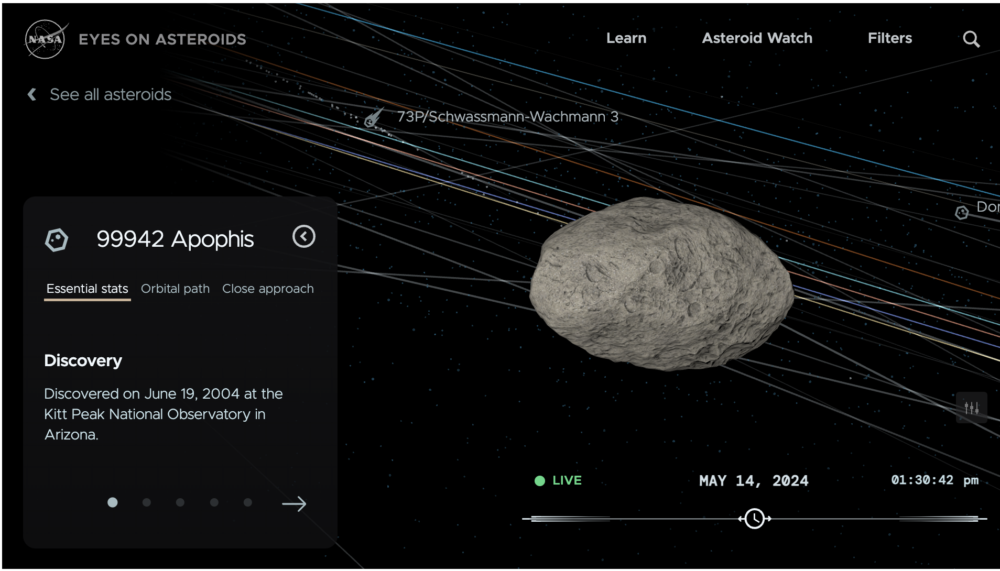 NASA
EYES ON ASTEROIDS
Learn
Asteroid Watch
Filters
See all asteroids
73P/Schwassmann-Wachmann 3
Dor
99942 Apophis
Essential stats
Orbital path
Close approach
Discovery
Discovered on June 19, 2004 at the
Kitt Peak National Observatory in
Arizona.
LIVE
MAY 14, 2024
01:30:42 pm